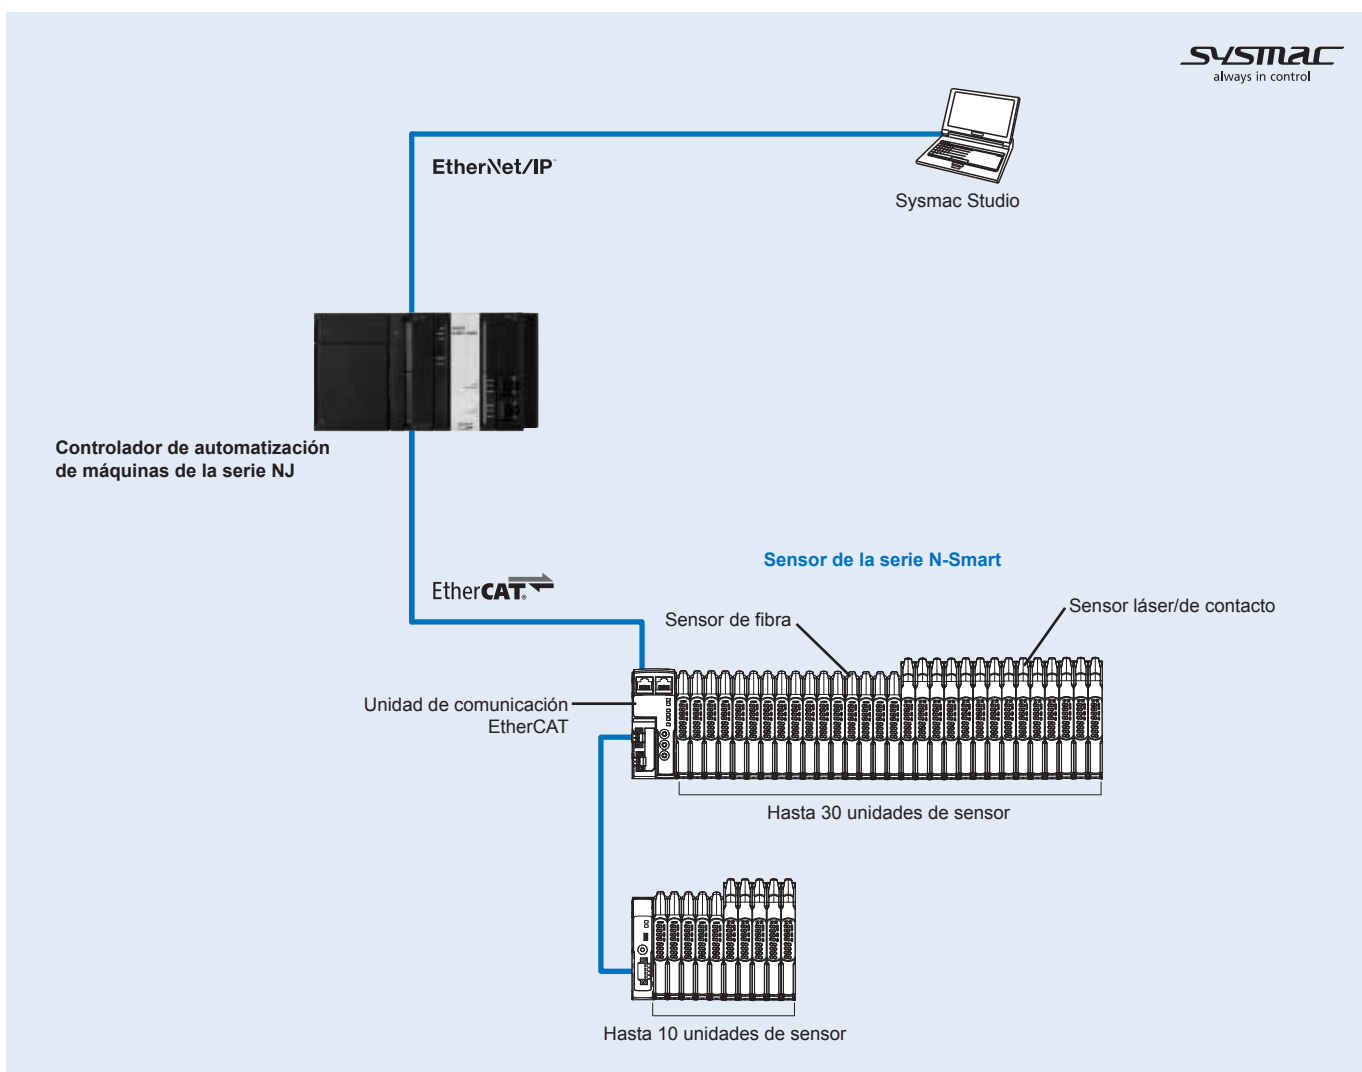 sysmac
always in control
EtherNet/IP™
Sysmac Studio
Controlador de automatización
de máquinas de la serie NJ
Sensor de la serie N-Smart
EtherCAT®
Sensor láser/de contacto
Sensor de fibra
Unidad de comunicación
EtherCAT
Hasta 30 unidades de sensor
Hasta 10 unidades de sensor